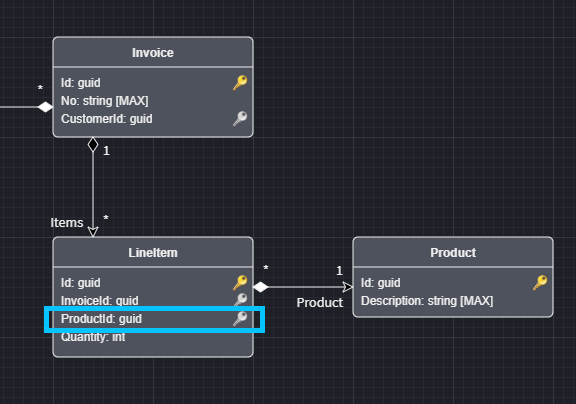 Invoice
Id: guid
No: string [MAX]
CustomerId: guid
*
1
Items
*
LineItem
Id: guid
InvoiceId: guid
ProductId: guid
Quantity: int
*
1
Product
Product
Id: guid
Description: string [MAX]